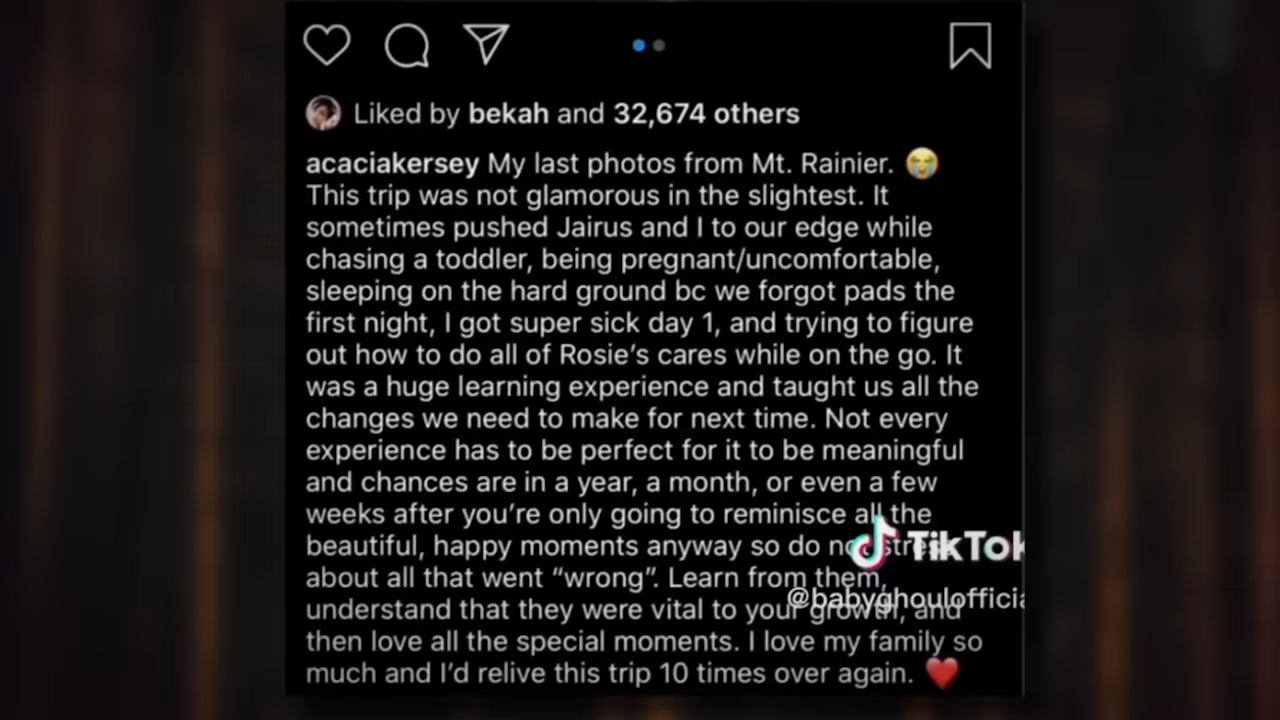 Liked by bekah and 32,674 others
acaciakersey My last photos from Mt. Rainier. 😭
This trip was not glamorous in the slightest. It
sometimes pushed Jairus and I to our edge while
chasing a toddler, being pregnant/uncomfortable,
sleeping on the hard ground bc we forgot pads the
first night, I got super sick day 1, and trying to figure
out how to do all of Rosie’s cares while on the go. It
was a huge learning experience and taught us all the
changes we need to make for next time. Not every
experience has to be perfect for it to be meaningful
and chances are in a year, a month, or even a few
weeks after you’re only going to reminisce all the
beautiful, happy moments anyway so do not stress
about all that went “wrong”. Learn from them,
understand that they were vital to your growth, and
then love all the special moments. I love my family so
much and I’d relive this trip 10 times over again. ❤️
TikTok
@babyghoulofficia